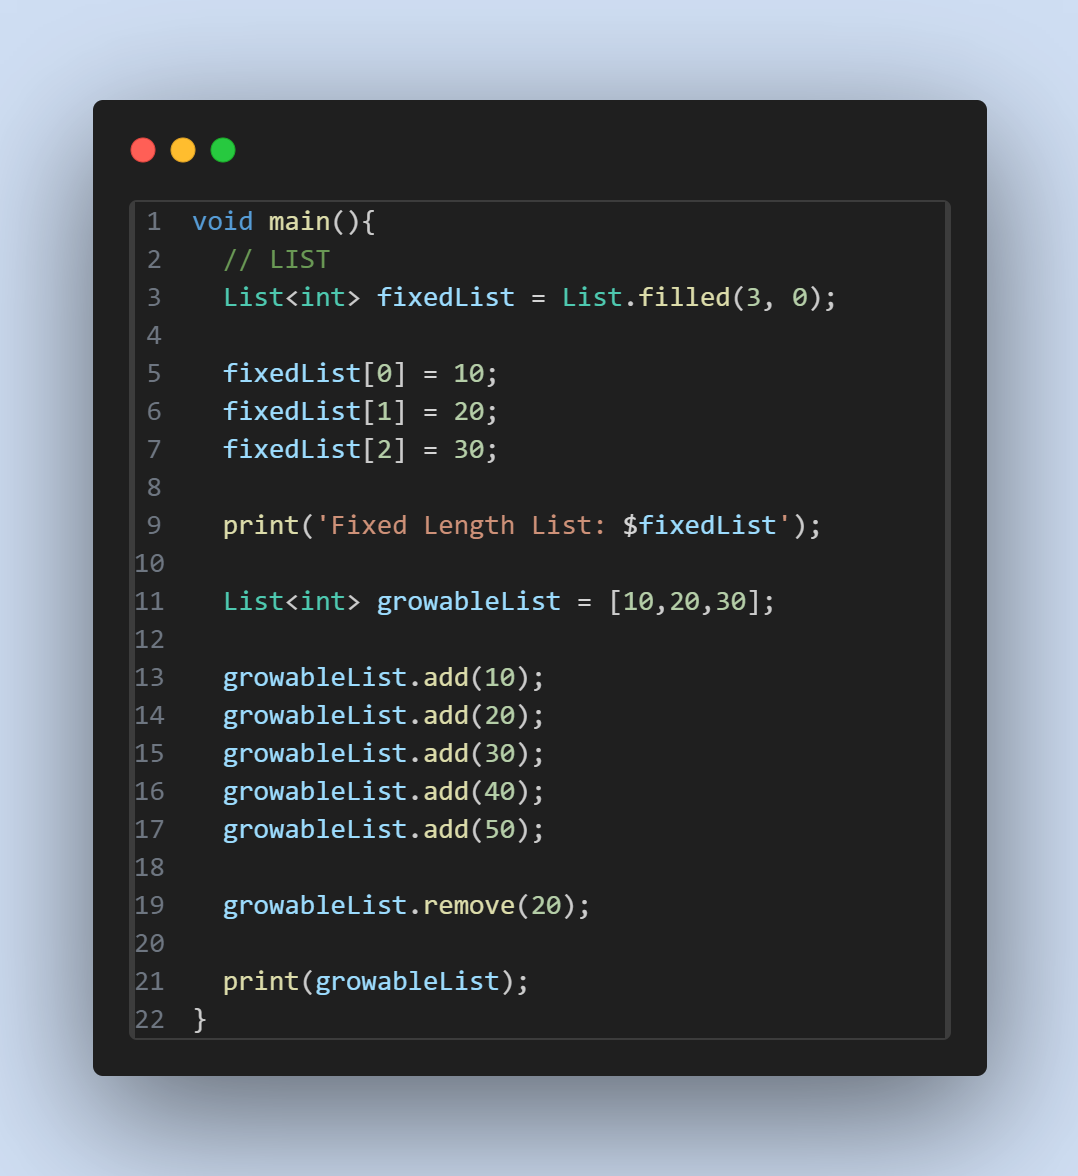 1 void main(){
2   // LIST
3   List<int> fixedList = List.filled(3, 0);
4
5   fixedList[0] = 10;
6   fixedList[1] = 20;
7   fixedList[2] = 30;
8
9   print('Fixed Length List: $fixedList');
10
11   List<int> growableList = [10,20,30];
12
13   growableList.add(10);
14   growableList.add(20);
15   growableList.add(30);
16   growableList.add(40);
17   growableList.add(50);
18
19   growableList.remove(20);
20
21   print(growableList);
22 }